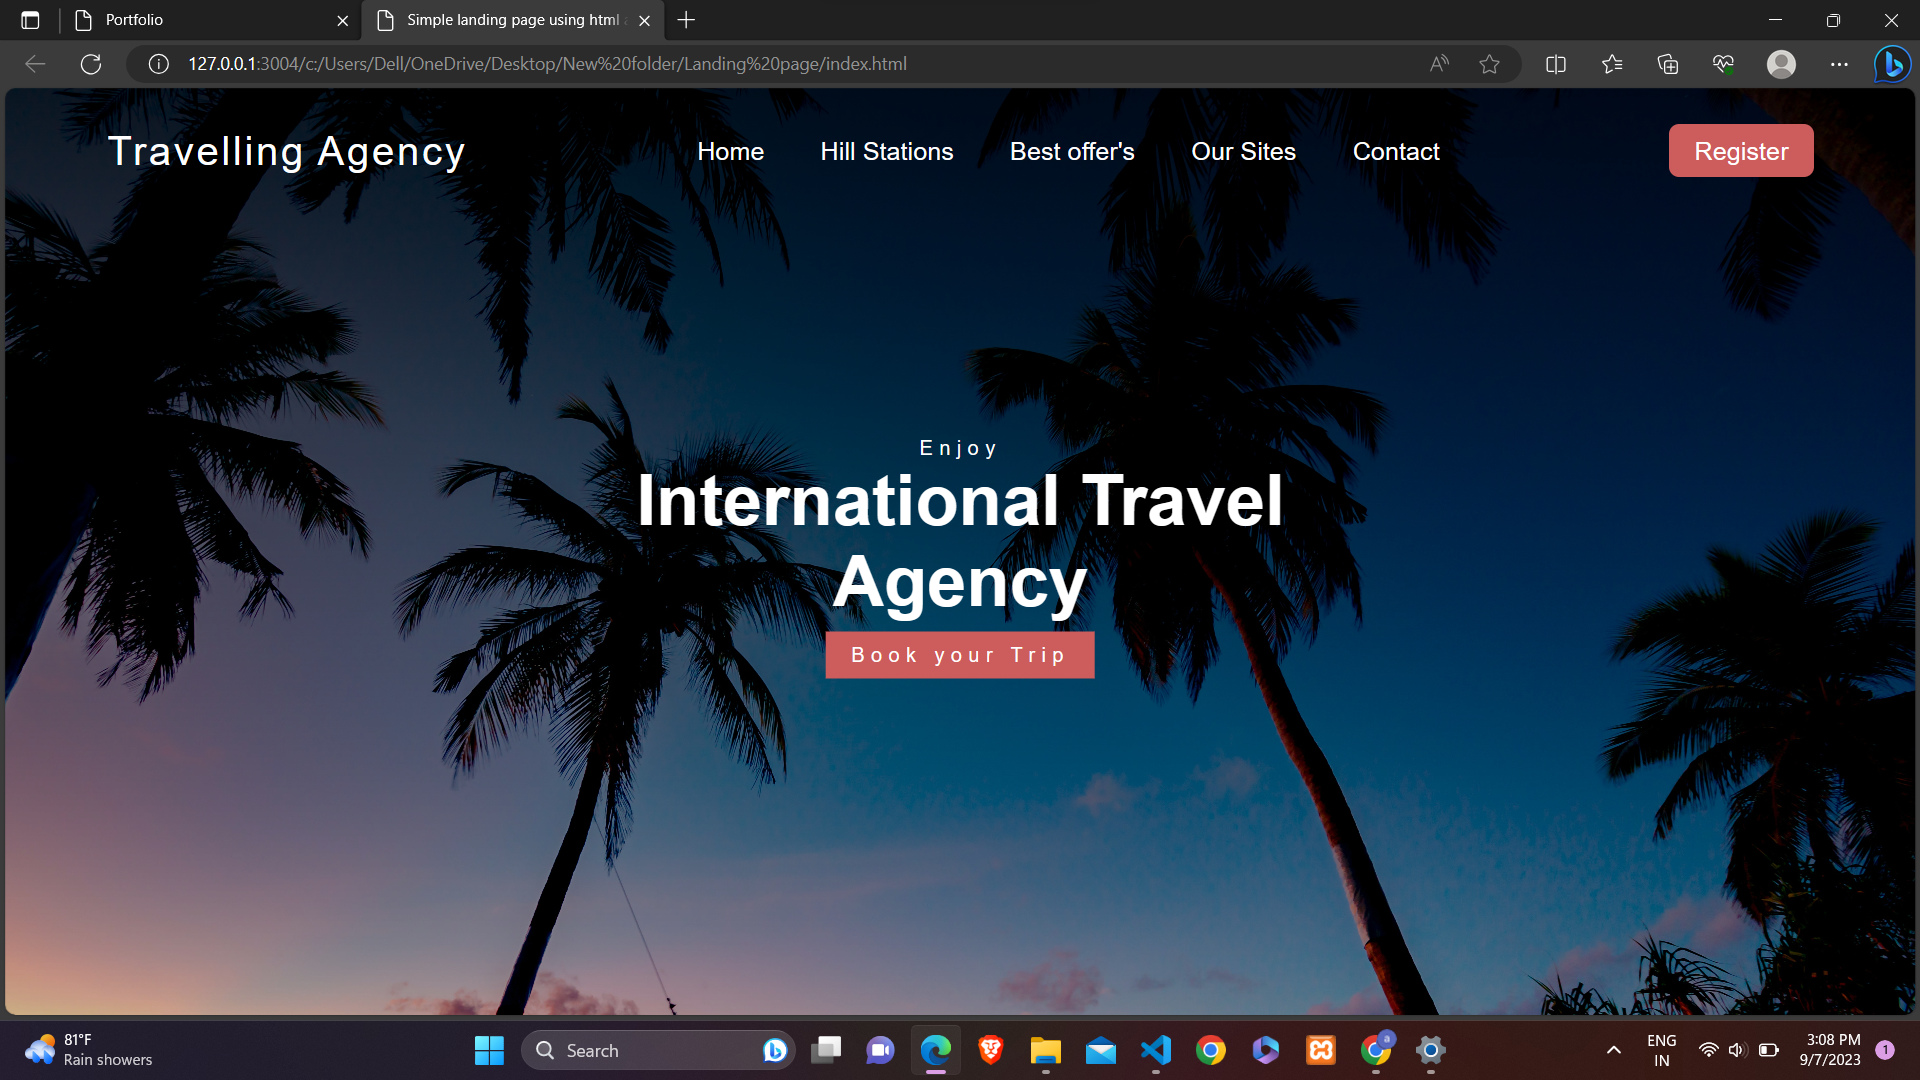 Portfolio
Simple landing page using html
127.0.0.1:3004/c:/Users/Dell/OneDrive/Desktop/New%20folder/Landing%20page/index.html
Travelling Agency
Home
Hill Stations
Best offer's
Our Sites
Contact
Register
Enjoy
International Travel
Agency
Book your Trip
81°F
Rain showers
Search
a
ENG
IN
3:08 PM
9/7/2023
1